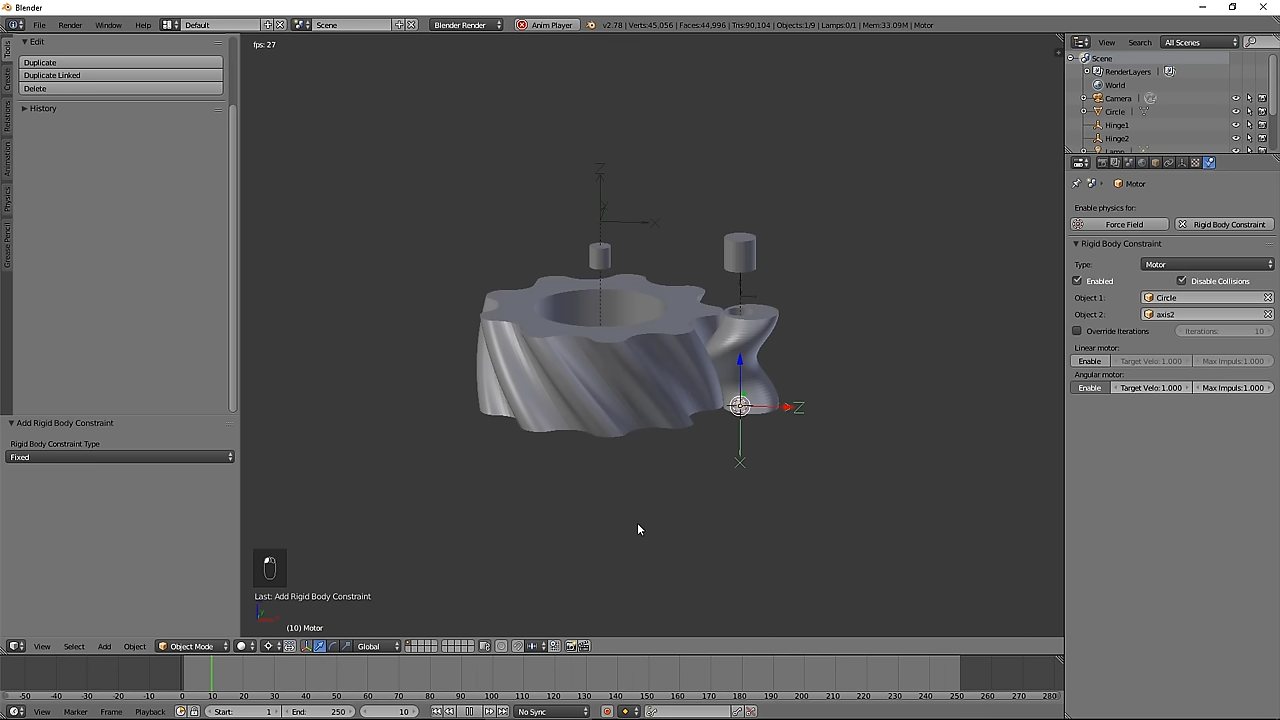 Blender
File Render Window Help Default Scene Blender Render Anim Player v2.78 | Verts:45,056 | Faces:44,996 | Tris:90,104 | Objects:1/9 | Lamps:0/1 | Mem:33.09M | Motor
Edit
Duplicate
Duplicate Linked
Delete
History
Tools
Create
Relations
Animation
Physics
Grease Pencil
Add Rigid Body Constraint
Rigid Body Constraint Type
Fixed
fps: 27
Z
Y
X
Z
X
Last: Add Rigid Body Constraint
(10) Motor
View Search All Scenes
Scene
RenderLayers |
World
Camera |
Circle |
Hinge1
Hinge2
Motor
Enable physics for:
Force Field Rigid Body Constraint
Rigid Body Constraint
Type: Motor
Enabled Disable Collisions
Object 1: Circle
Object 2: axis2
Override Iterations Iterations: 10
Linear motor:
Enable Target Velo: 1.000 Max Impuls:1.000
Angular motor:
Enable Target Velo: 1.000 Max Impuls:1.000
View Select Add Object Object Mode Global
-50 -40 -30 -20 -10 0 10 20 30 40 50 60 70 80 90 100 110 120 130 140 150 160 170 180 190 200 210 220 230 240 250 260 270 280
View Marker Frame Playback Start: 1 End: 250 10 No Sync